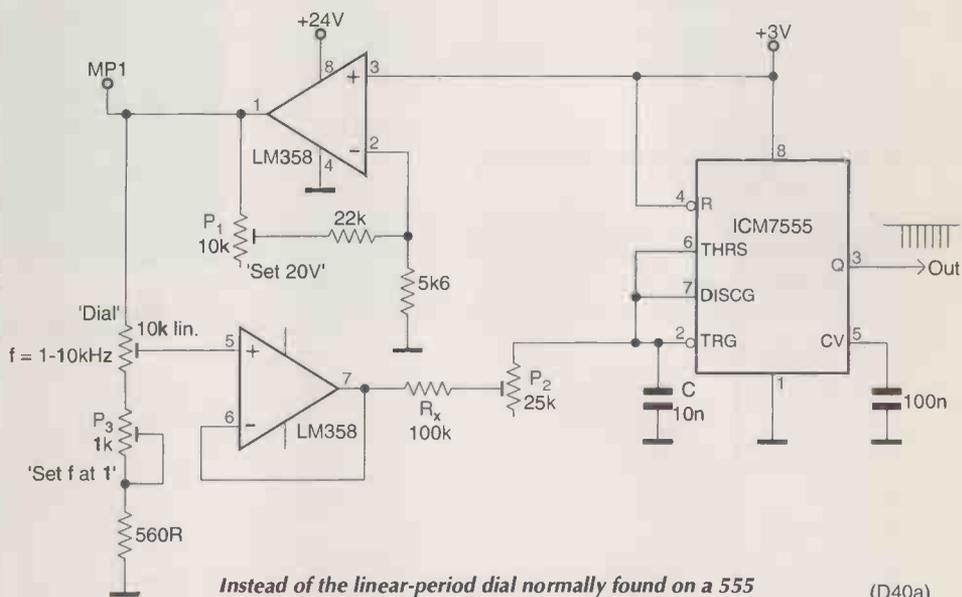 +24V
+3V
MP1
8
3
1
+
LM358
4
−
2
8
P1
10k
22k
'Set 20V'
5k6
4
R
ICM7555
6
THRS
7
DISCG
Q
3
Out
2
TRG
CV
5
'Dial'
10k lin.
f = 1-10kHz
5
+
7
6
−
LM358
Rx
100k
P2
25k
C
10n
1
100n
P3
1k
'Set f at 1'
560R
Instead of the linear-period dial normally found on a 555
(D40a)